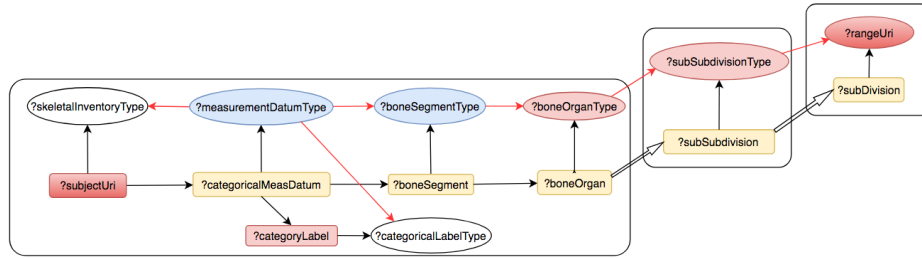 ?rangeUri
?subSubdivisionType
?subDivision
?skeletalInventoryType
?measurementDatumType
?boneSegmentType
?boneOrganType
?subSubdivision
?subjectUri
?categoricalMeasDatum
?boneSegment
?boneOrgan
?categoryLabel
?categoricalLabelType